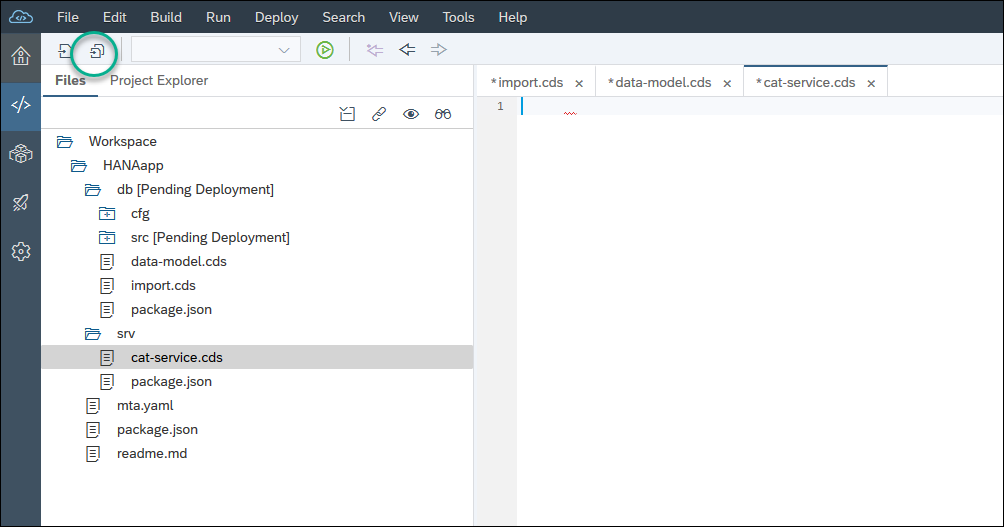 File Edit Build Run Deploy Search View Tools Help
Files Project Explorer
*import.cds × *data-model.cds × *cat-service.cds ×
1
Workspace
HANAapp
db [Pending Deployment]
cfg
src [Pending Deployment]
data-model.cds
import.cds
package.json
srv
cat-service.cds
package.json
mta.yaml
package.json
readme.md